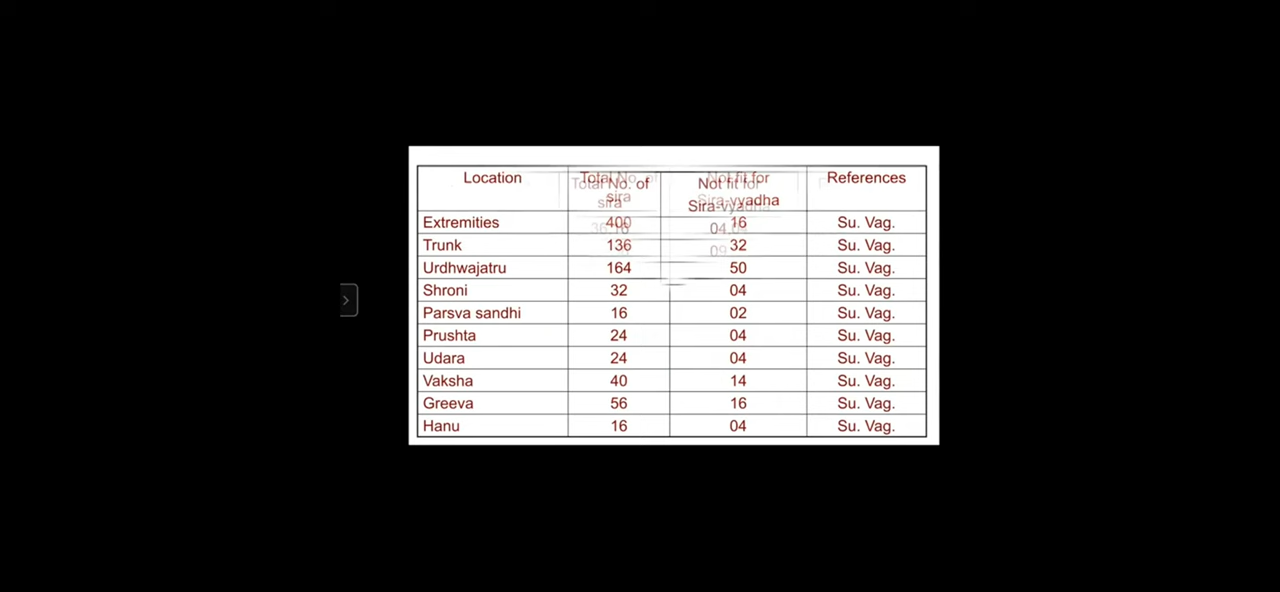 Location Total No. of sira Not fit for Sira-vyadha References
Extremities 400 16 Su. Vag.
Trunk 136 32 Su. Vag.
Urdhwajatru 164 50 Su. Vag.
Shroni 32 04 Su. Vag.
Parsva sandhi 16 02 Su. Vag.
Prushta 24 04 Su. Vag.
Udara 24 04 Su. Vag.
Vaksha 40 14 Su. Vag.
Greeva 56 16 Su. Vag.
Hanu 16 04 Su. Vag.